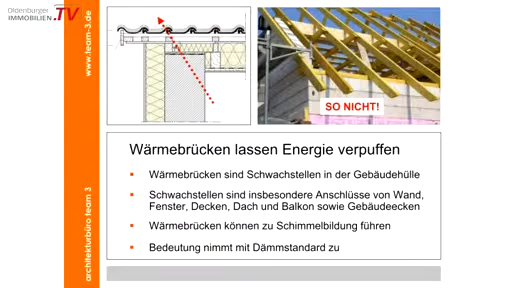 Oldenburger
IMMOBILIEN.TV
www.team-3.de
architekturbüro team 3
SO NICHT!
Wärmebrücken lassen Energie verpuffen
Wärmebrücken sind Schwachstellen in der Gebäudehülle
Schwachstellen sind insbesondere Anschlüsse von Wand,
Fenster, Decken, Dach und Balkon sowie Gebäudeecken
Wärmebrücken können zu Schimmelbildung führen
Bedeutung nimmt mit Dämmstandard zu